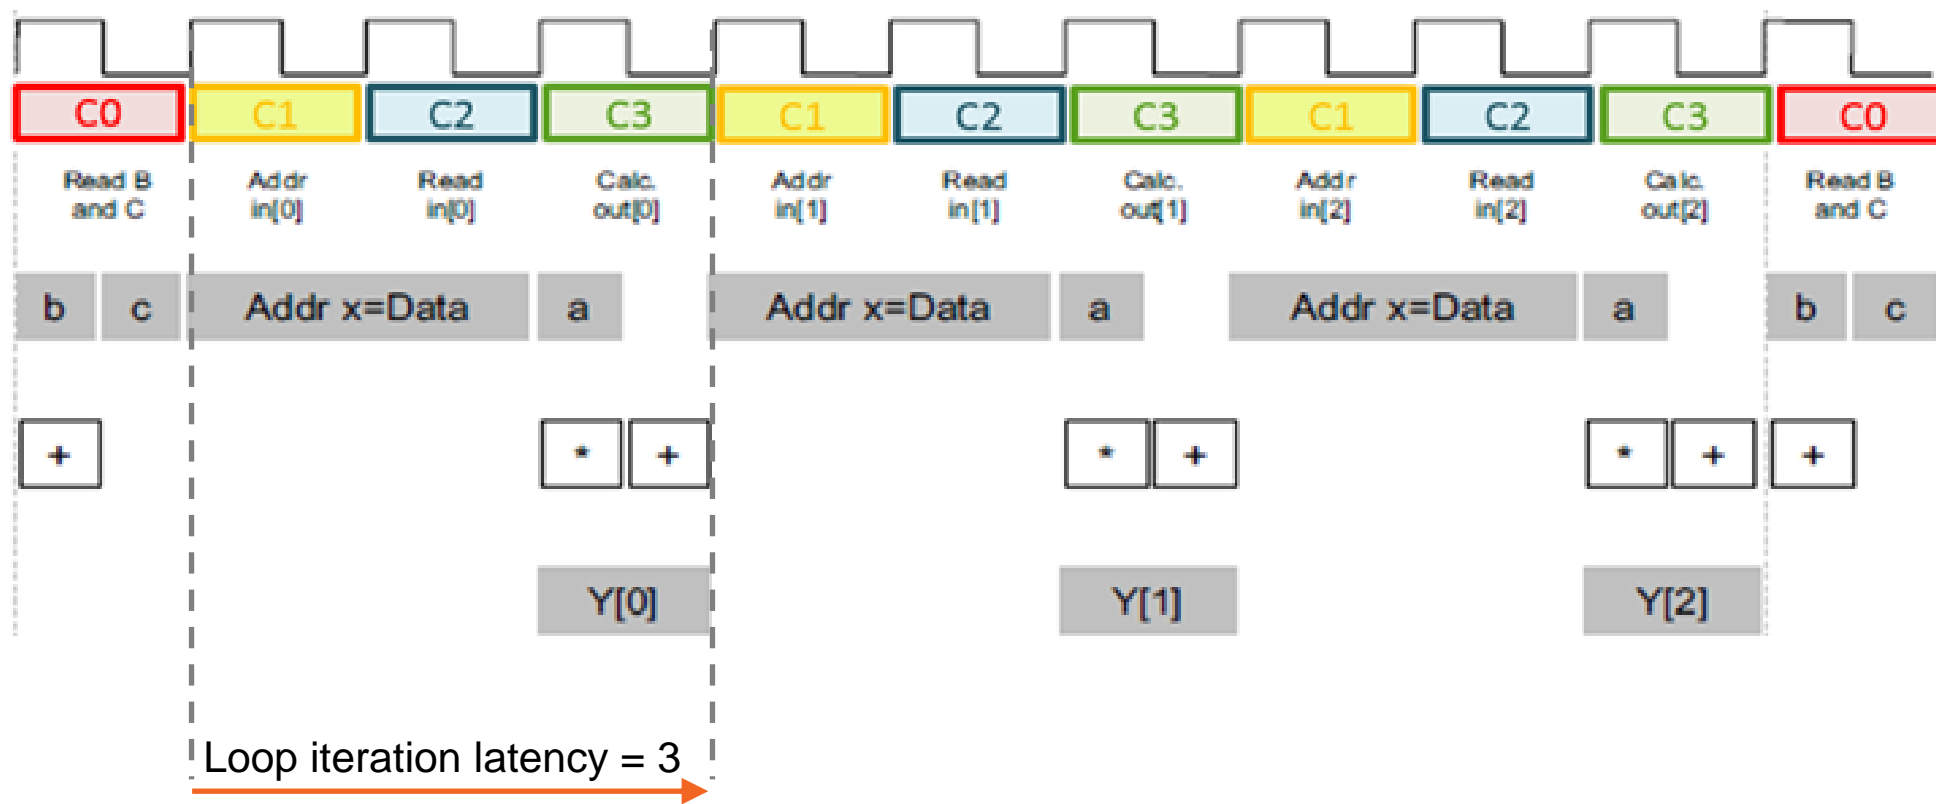 C0 C1 C2 C3 C1 C2 C3 C1 C2 C3 C0
Read B Addr Read Calc. Addr Read Calc. Addr Read Calc. Read B
and C in[0] in[0] out[0] in[1] in[1] out[1] in[2] in[2] out[2] and C
b c Addr x=Data a Addr x=Data a Addr x=Data a b c
+ * + * + * + +
Y[0] Y[1] Y[2]
Loop iteration latency = 3